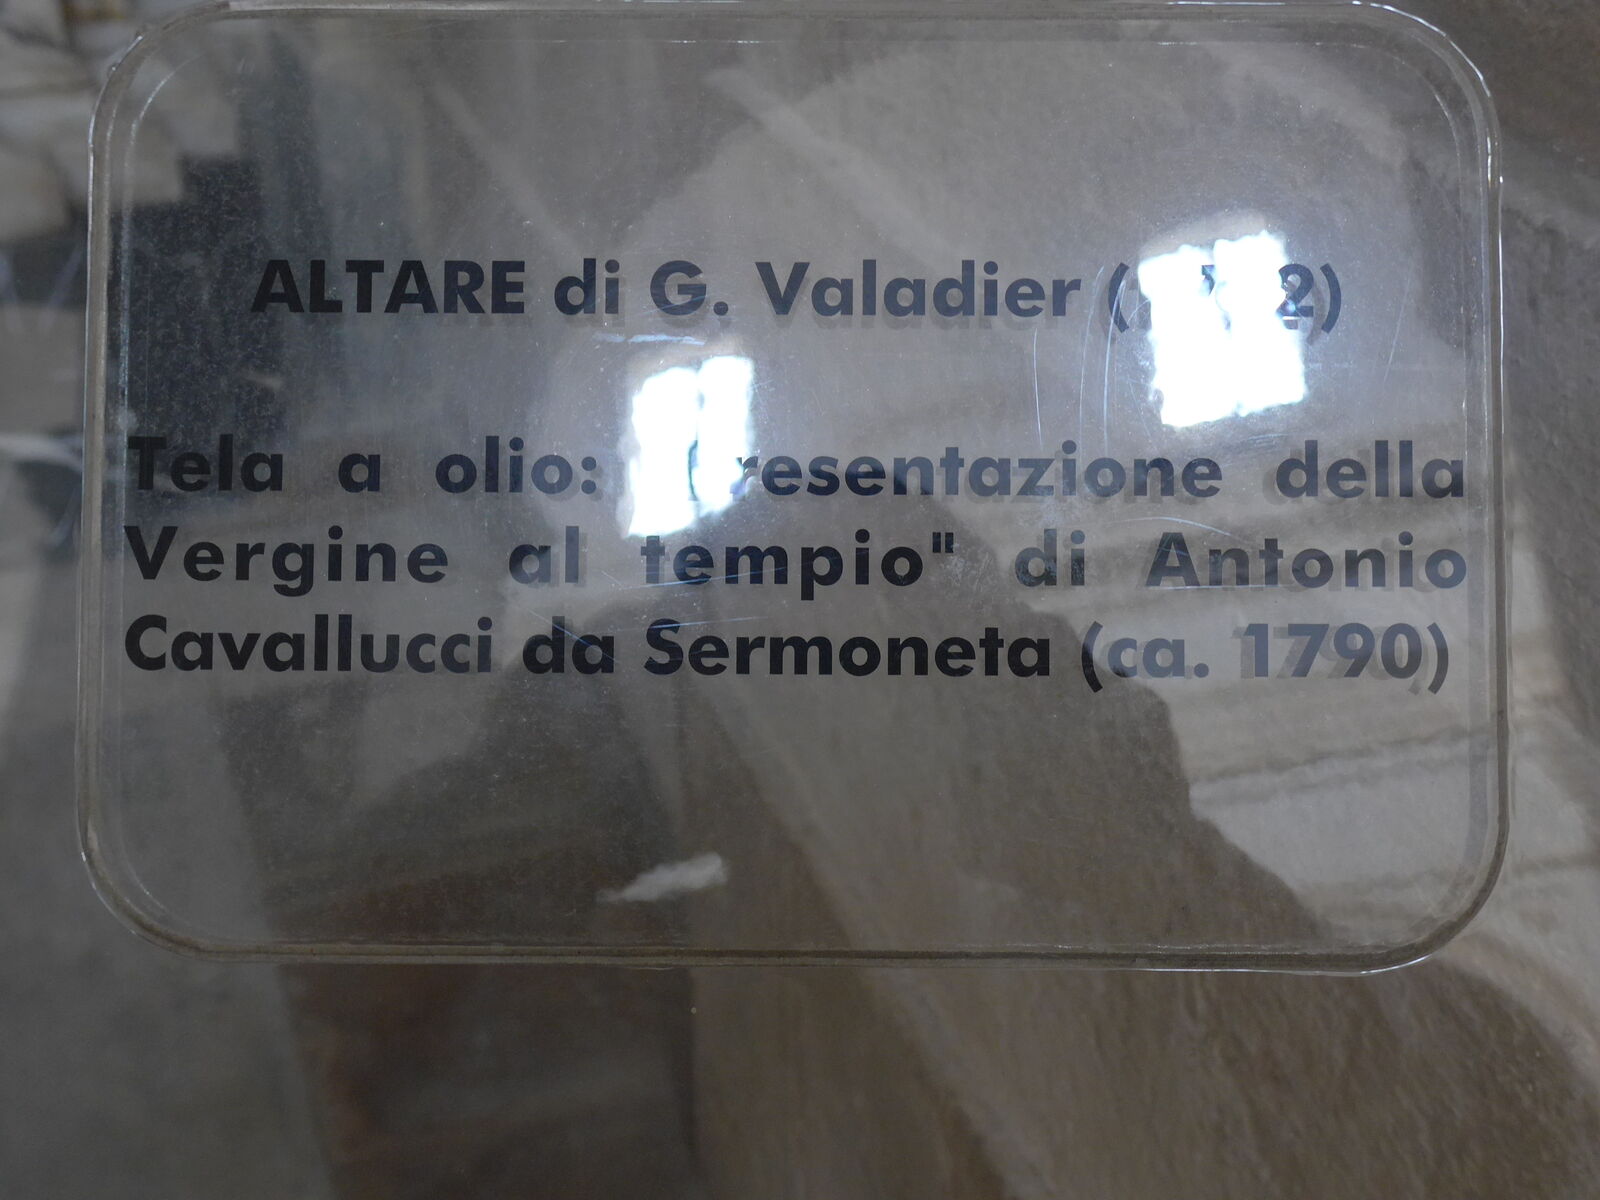 ALTARE di G. Valadier
Tela a olio: "Presentazione della
Vergine al tempio" di Antonio
Cavallucci da Sermoneta (ca. 1790)